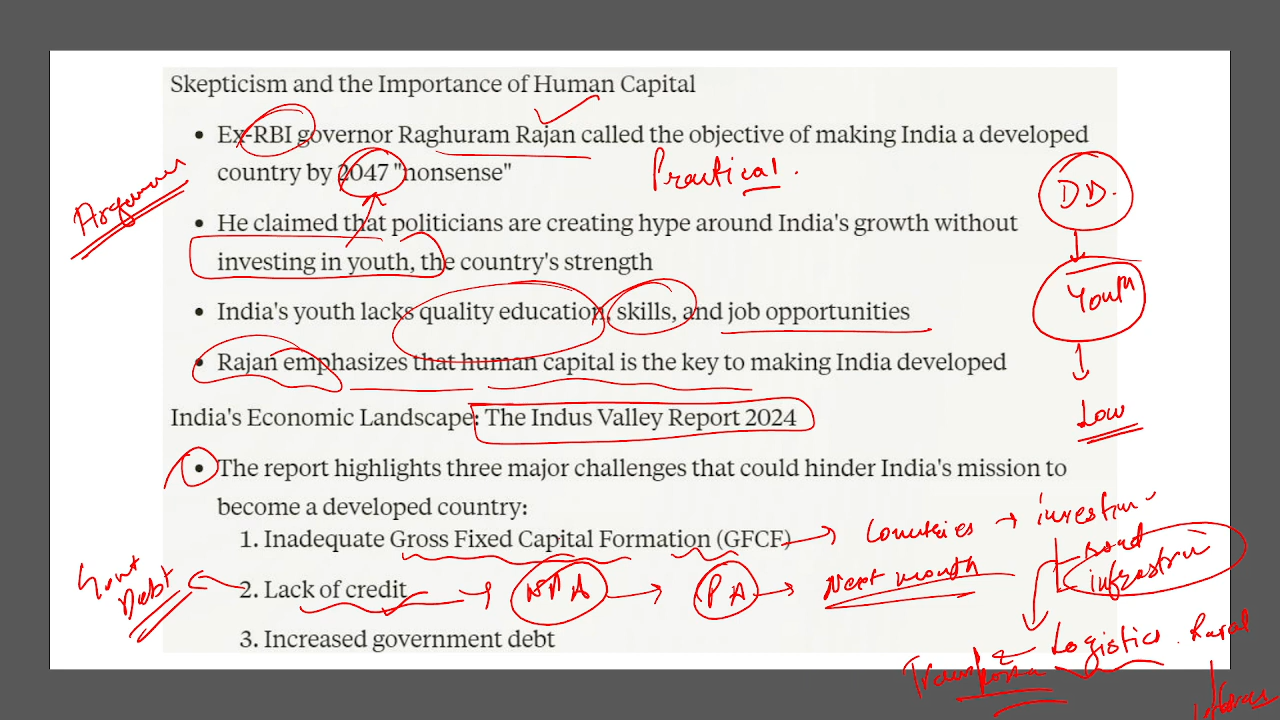 Skepticism and the Importance of Human Capital
• Ex-RBI governor Raghuram Rajan called the objective of making India a developed
country by 2047 "nonsense"
Practical.
DD.
• He claimed that politicians are creating hype around India's growth without
investing in youth, the country's strength
Youth
• India's youth lacks quality education, skills, and job opportunities
• Rajan emphasizes that human capital is the key to making India developed
Low
India's Economic Landscape: The Indus Valley Report 2024
• The report highlights three major challenges that could hinder India's mission to
become a developed country:
1. Inadequate Gross Fixed Capital Formation (GFCF)
Countries
road
2. Lack of credit
NPA
PA
Next month
Govt
Debt
3. Increased government debt
Logistics. Rural